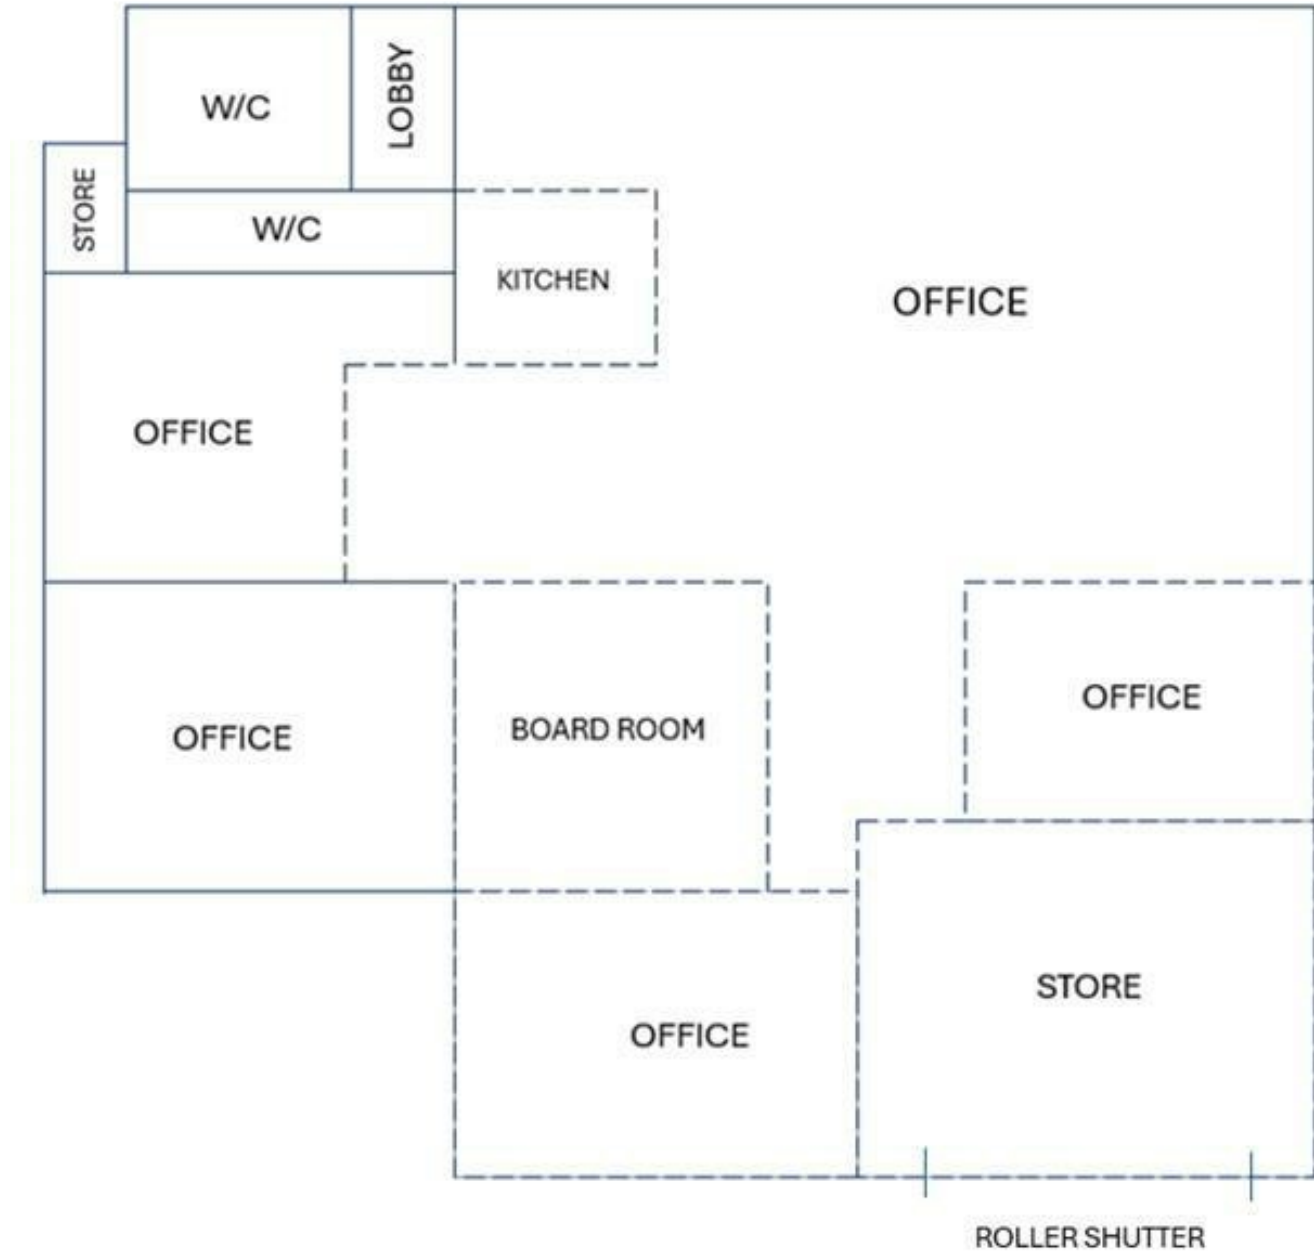 W/C
LOBBY
STORE
W/C
KITCHEN
OFFICE
OFFICE
OFFICE
BOARD ROOM
OFFICE
STORE
OFFICE
ROLLER SHUTTER